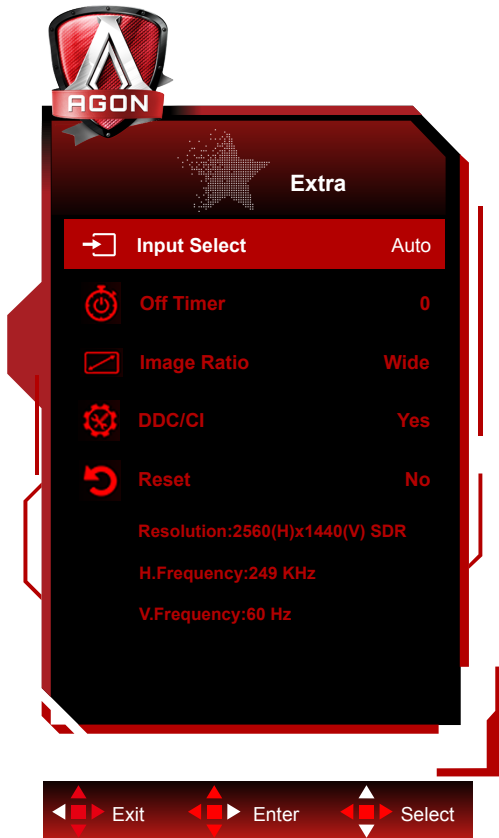 AGON
Extra
Input Select Auto
Off Timer 0
Image Ratio Wide
DDC/CI Yes
Reset No
Resolution:2560(H)x1440(V) SDR
H.Frequency:249 KHz
V.Frequency:60 Hz
Exit Enter Select